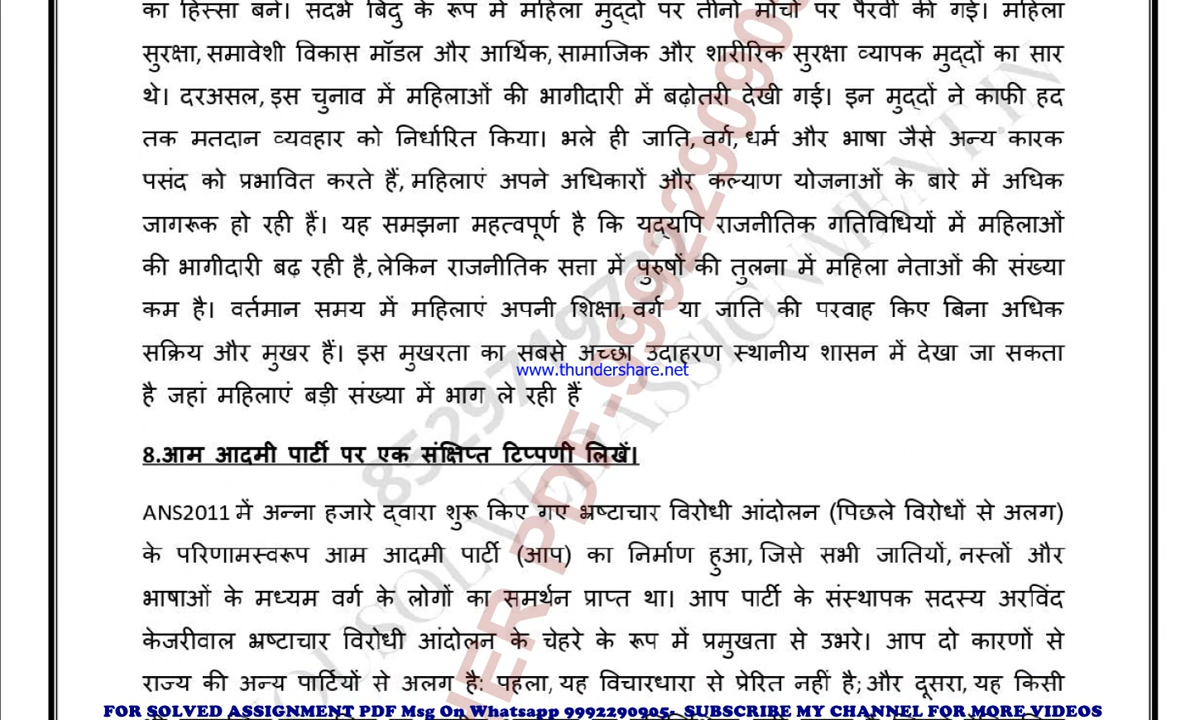 का हिस्सा बने। संदर्भ बिंदु के रूप में महिला मुद्दों पर तीनों मोर्चों पर पैरवी की गई। महिला
सुरक्षा, समावेशी विकास मॉडल और आर्थिक, सामाजिक और शारीरिक सुरक्षा व्यापक मुद्दों का सार
थे। दरअसल, इस चुनाव में महिलाओं की भागीदारी में बढ़ोतरी देखी गई। इन मुद्दों ने काफी हद
तक मतदान व्यवहार को निर्धारित किया। भले ही जाति, वर्ग, धर्म और भाषा जैसे अन्य कारक
पसंद को प्रभावित करते हैं, महिलाएं अपने अधिकारों और कल्याण योजनाओं के बारे में अधिक
जागरूक हो रही हैं। यह समझना महत्वपूर्ण है कि यद्यपि राजनीतिक गतिविधियों में महिलाओं
की भागीदारी बढ़ रही है, लेकिन राजनीतिक सत्ता में पुरुषों की तुलना में महिला नेताओं की संख्या
कम है। वर्तमान समय में महिलाएं अपनी शिक्षा, वर्ग या जाति की परवाह किए बिना अधिक
सक्रिय और मुखर हैं। इस मुखरता का सबसे अच्छा उदाहरण स्थानीय शासन में देखा जा सकता
www.thundershare.net
है जहां महिलाएं बड़ी संख्या में भाग ले रही हैं
8.आम आदमी पार्टी पर एक संक्षिप्त टिप्पणी लिखें।
ANS2011 में अन्ना हजारे द्वारा शुरू किए गए भ्रष्टाचार विरोधी आंदोलन (पिछले विरोधों से अलग)
के परिणामस्वरूप आम आदमी पार्टी (आप) का निर्माण हुआ, जिसे सभी जातियों, नस्लों और
भाषाओं के मध्यम वर्ग के लोगों का समर्थन प्राप्त था। आप पार्टी के संस्थापक सदस्य अरविंद
केजरीवाल भ्रष्टाचार विरोधी आंदोलन के चेहरे के रूप में प्रमुखता से उभरे। आप दो कारणों से
राज्य की अन्य पार्टियों से अलग है: पहला, यह विचारधारा से प्रेरित नहीं है; और दूसरा, यह किसी
FOR SOLVED ASSIGNMENT PDF Msg On Whatsapp 9992290905- SUBSCRIBE MY CHANNEL FOR MORE VIDEOS